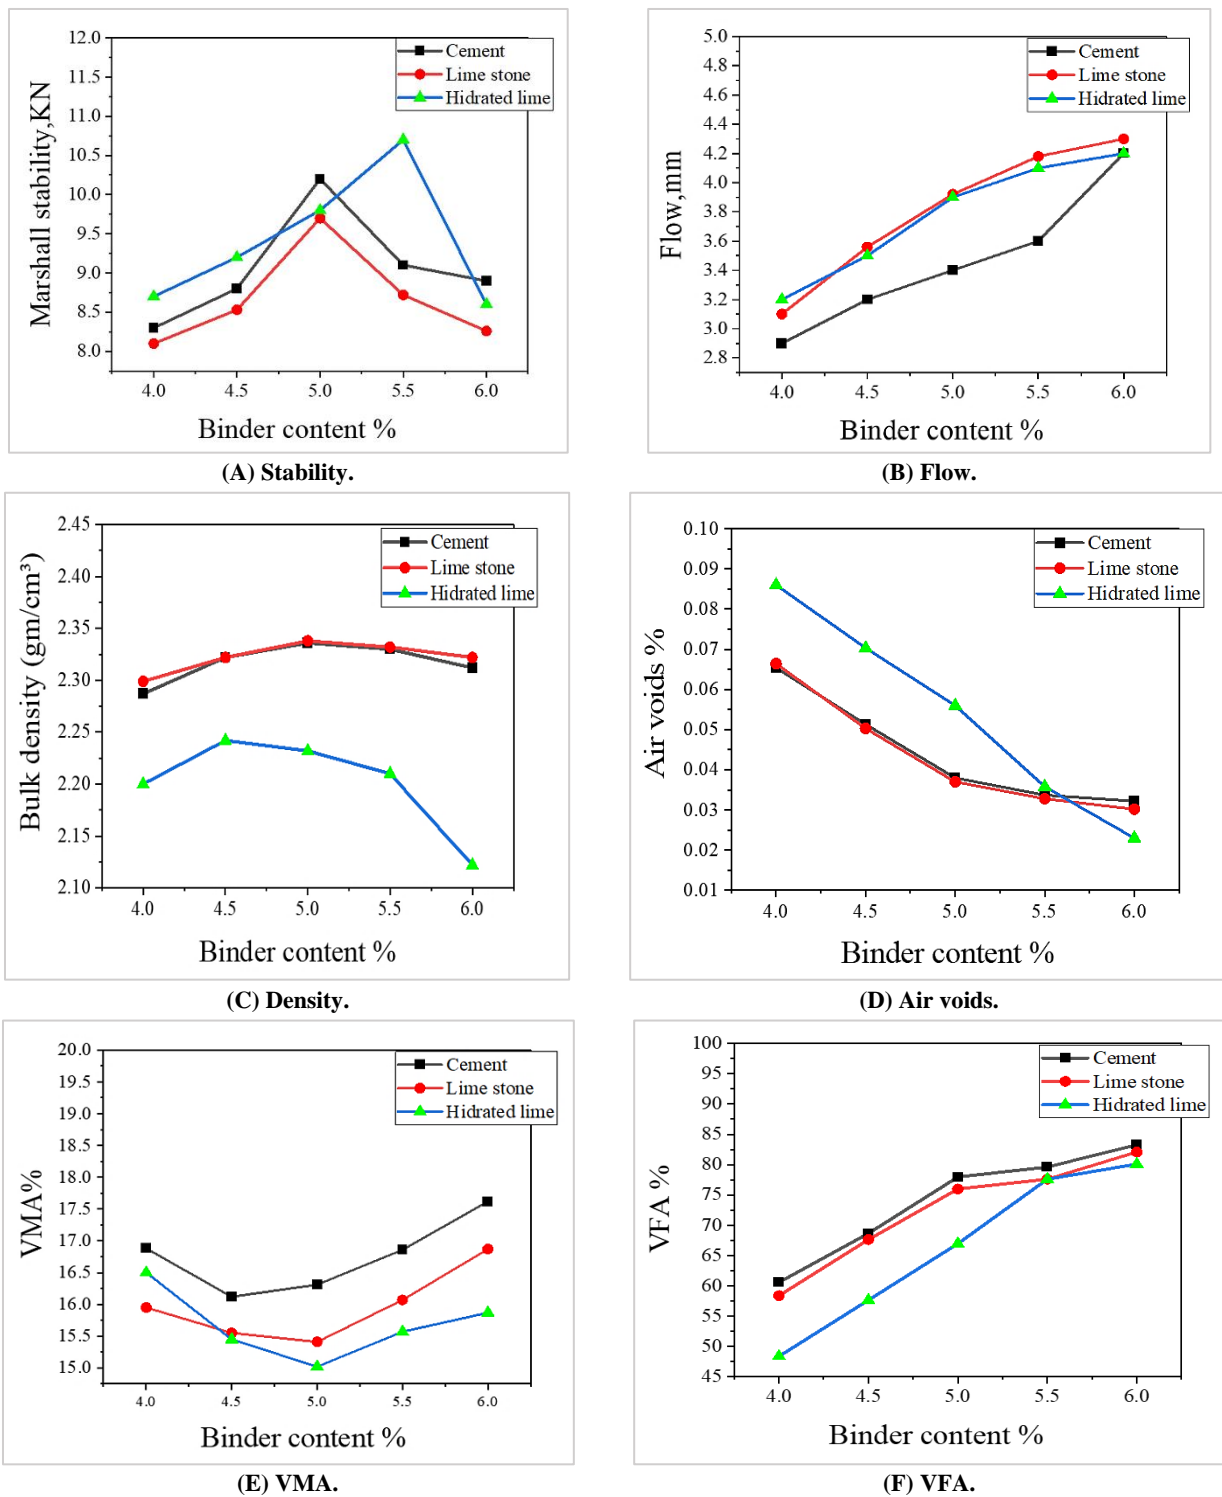 12.0
11.5
11.0
10.5
10.0
9.5
9.0
8.5
8.0
Marshall stability,KN
4.0 4.5 5.0 5.5 6.0
Binder content %
Cement
Lime stone
Hidrated lime
(A) Stability.
5.0
4.8
4.6
4.4
4.2
4.0
3.8
3.6
3.4
3.2
3.0
2.8
Flow,mm
4.0 4.5 5.0 5.5 6.0
Binder content %
Cement
Lime stone
Hidrated lime
(B) Flow.
2.45
2.40
2.35
2.30
2.25
2.20
2.15
2.10
Bulk density (gm/cm³)
4.0 4.5 5.0 5.5 6.0
Binder content %
Cement
Lime stone
Hidrated lime
(C) Density.
0.10
0.09
0.08
0.07
0.06
0.05
0.04
0.03
0.02
0.01
Air voids %
4.0 4.5 5.0 5.5 6.0
Binder content %
Cement
Lime stone
Hidrated lime
(D) Air voids.
20.0
19.5
19.0
18.5
18.0
17.5
17.0
16.5
16.0
15.5
15.0
VMA%
4.0 4.5 5.0 5.5 6.0
Binder content %
Cement
Lime stone
Hidrated lime
(E) VMA.
100
95
90
85
80
75
70
65
60
55
50
45
VFA %
4.0 4.5 5.0 5.5 6.0
Binder content %
Cement
Lime stone
Hidrated lime
(F) VFA.